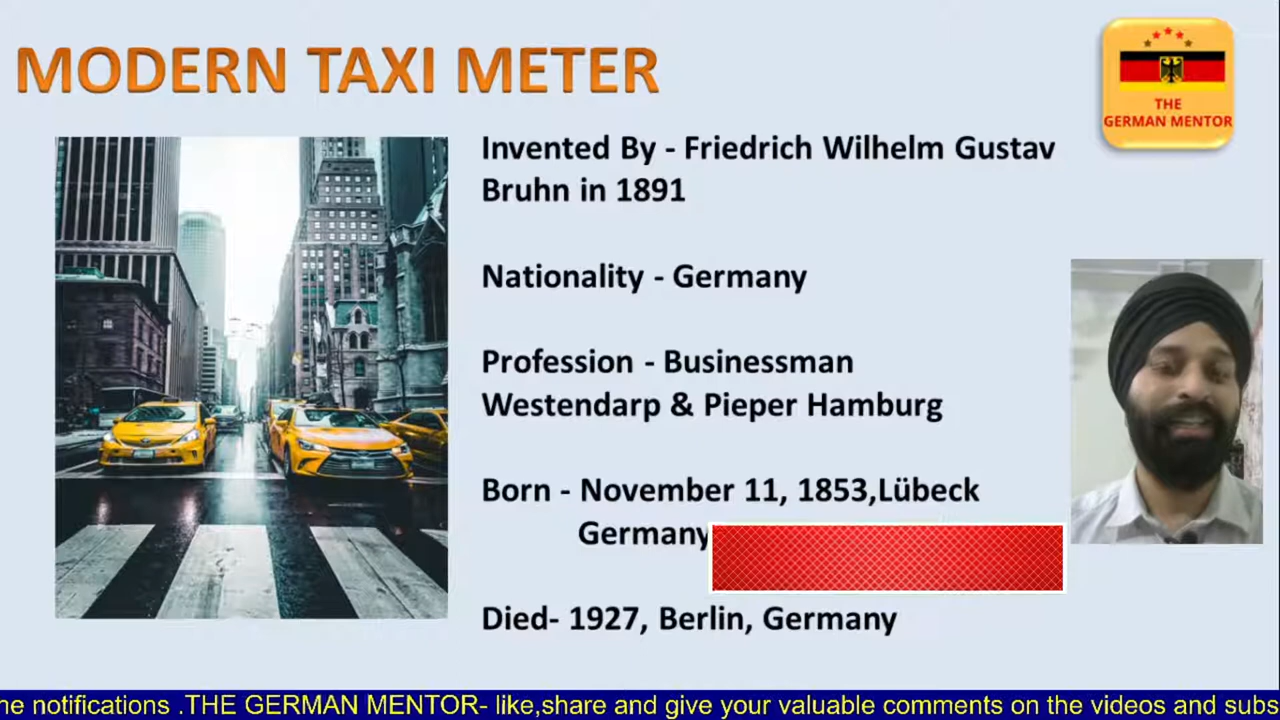 MODERN TAXI METER
THE
GERMAN MENTOR
Invented By - Friedrich Wilhelm Gustav
Bruhn in 1891
Nationality - Germany
Profession - Businessman
Westendarp & Pieper Hamburg
Born - November 11, 1853,Lübeck
Germany
Died- 1927, Berlin, Germany
he notifications .THE GERMAN MENTOR- like,share and give your valuable comments on the videos and subs